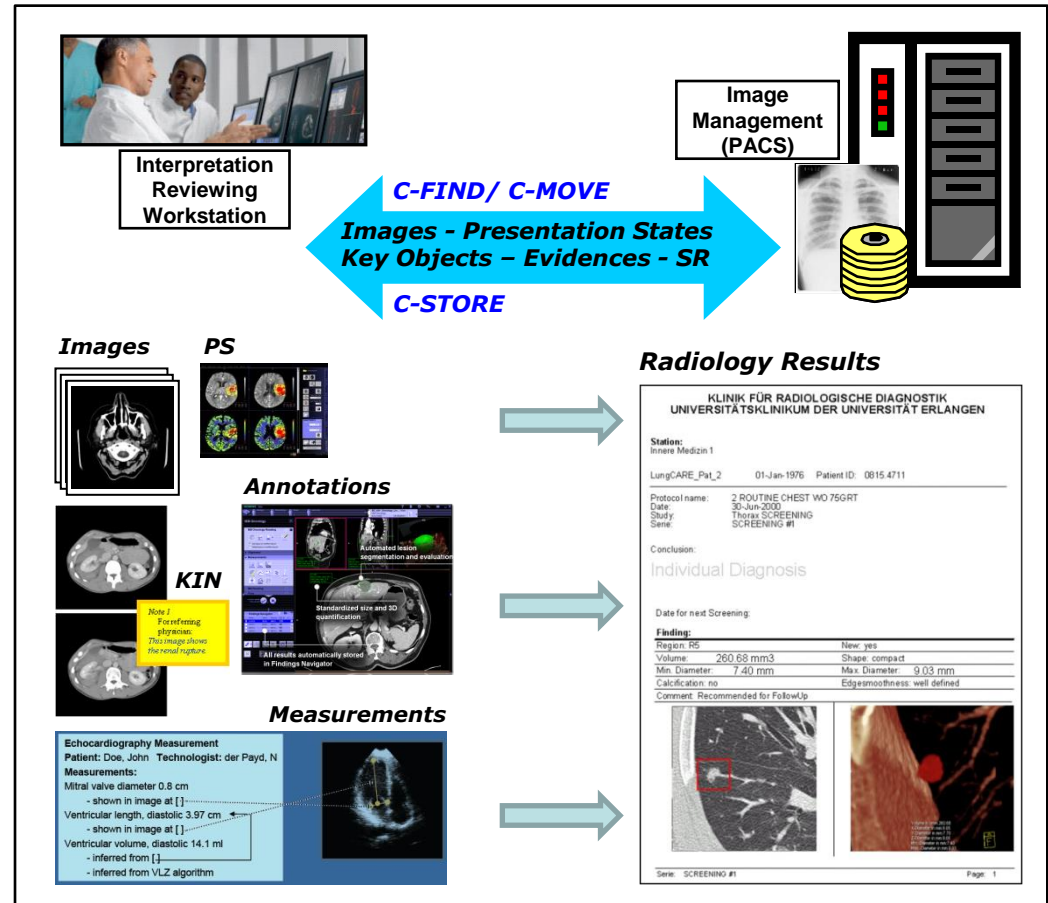 Interpretation
Reviewing
Workstation
Image
Management
(PACS)
C-FIND/ C-MOVE
Images - Presentation States
Key Objects – Evidences - SR
C-STORE
Images
PS
Annotations
Automated lesion
segmentation and evaluation
Standardized size and 3D
quantification
All results automatically stored
in Findings Navigator
KIN
Note 1
For referring
physician:
This image shows
the renal rupture.
Measurements
Echocardiography Measurement
Patient: Doe, John Technologist: der Payd, N
Measurements:
Mitral valve diameter 0.8 cm
- shown in image at [·]
Ventricular length, diastolic 3.97 cm
- shown in image at [ ]
Ventricular volume, diastolic 14.1 ml
- inferred from [·]
- inferred from VLZ algorithm
Radiology Results
KLINIK FÜR RADIOLOGISCHE DIAGNOSTIK
UNIVERSITÄTSKLINIKUM DER UNIVERSITÄT ERLANGEN
Station:
Innere Medizin 1
LungCARE_Pat_2 01-Jan-1976 Patient ID: 0815.4711
Protocol name: 2 ROUTINE CHEST WO 75GRT
Date: 30-Jun-2000
Study: Thorax SCREENING
Serie: SCREENING #1
Conclusion:
Individual Diagnosis
Date for next Screening:
Finding:
Region: R5 New: yes
Volume: 260.68 mm3 Shape: compact
Min. Diameter: 7.40 mm Max. Diameter: 9.03 mm
Calcification: no Edgesmoothness: well defined
Comment: Recommended for FollowUp
Serie: SCREENING #1 Page: 1